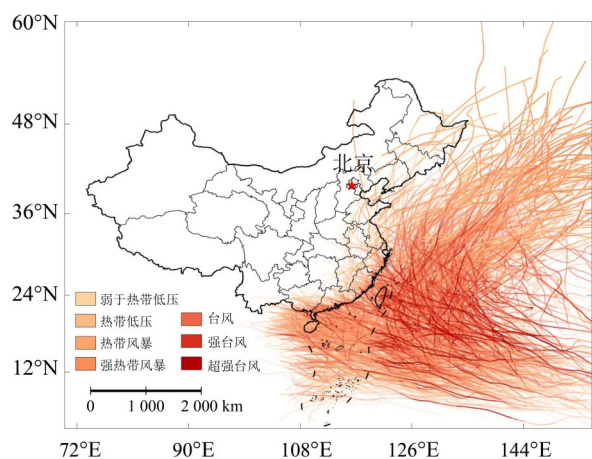 60°N
48°N
36°N
24°N
12°N
北京
弱于热带低压
热带低压
热带风暴
强热带风暴
台风
强台风
超强台风
0 1 000 2 000 km
72°E 90°E 108°E 126°E 144°E